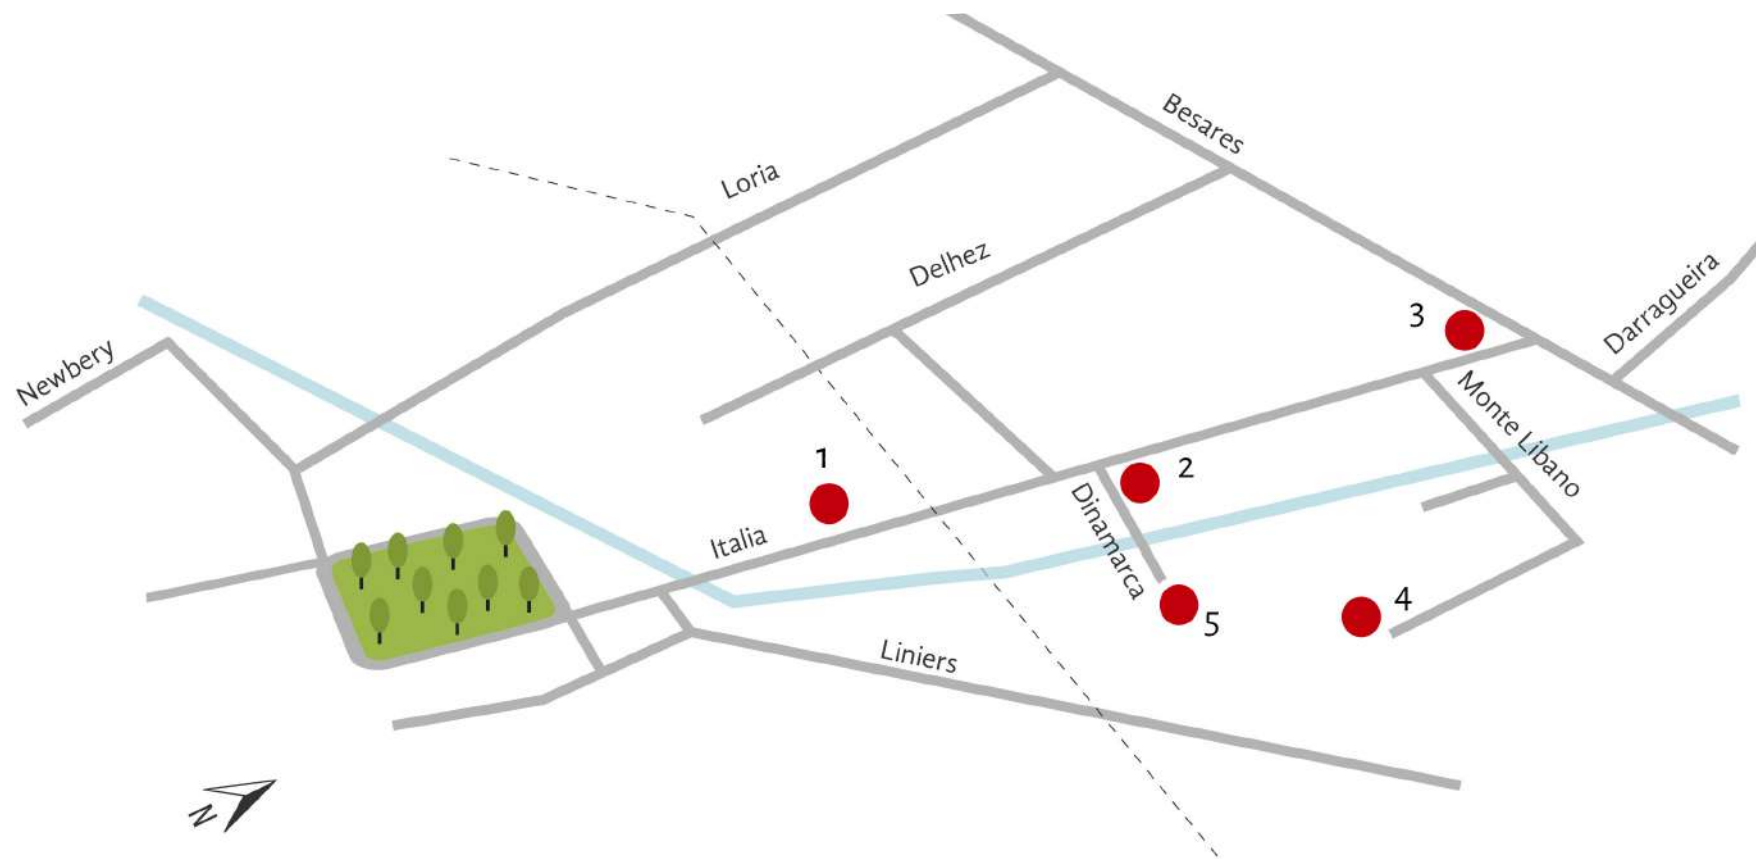 Besares
Loria
Delhez
Darragueira
3
Newbery
Monte Libano
1
2
Dinamarca
Italia
4
5
Liniers
N